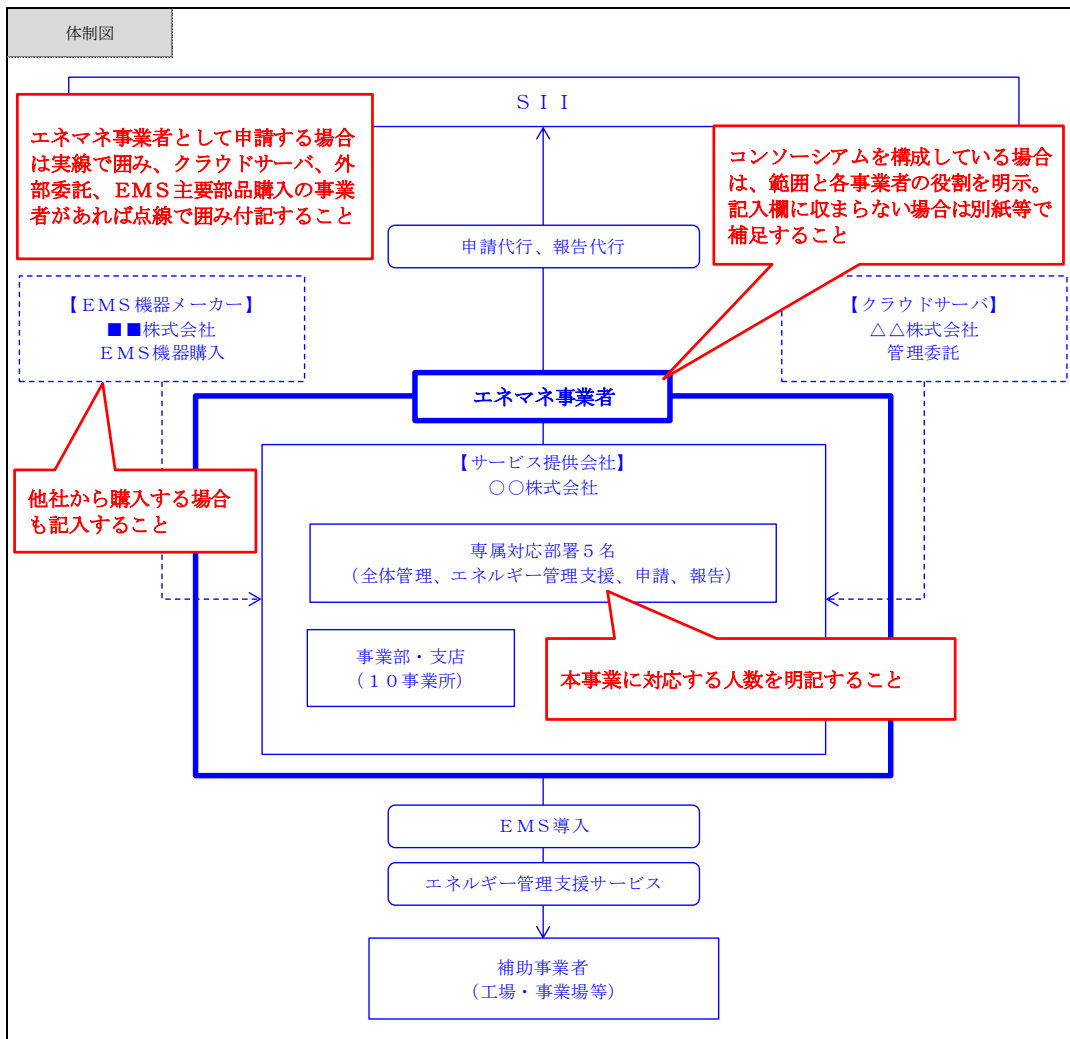 体制図
ＳＩＩ
エネマネ事業者として申請する場合
は実線で囲み、クラウドサーバ、外
部委託、ＥＭＳ主要部品購入の事業
者があれば点線で囲み付記すること
コンソーシアムを構成している場合
は、範囲と各事業者の役割を明示。
記入欄に収まらない場合は別紙等で
補足すること
申請代行、報告代行
【ＥＭＳ機器メーカー】
■■株式会社
ＥＭＳ機器購入
【クラウドサーバ】
△△株式会社
管理委託
エネマネ事業者
【サービス提供会社】
○○株式会社
他社から購入する場合
も記入すること
専属対応部署５名
（全体管理、エネルギー管理支援、申請、報告）
事業部・支店
（１０事業所）
本事業に対応する人数を明記すること
ＥＭＳ導入
エネルギー管理支援サービス
補助事業者
（工場・事業場等）